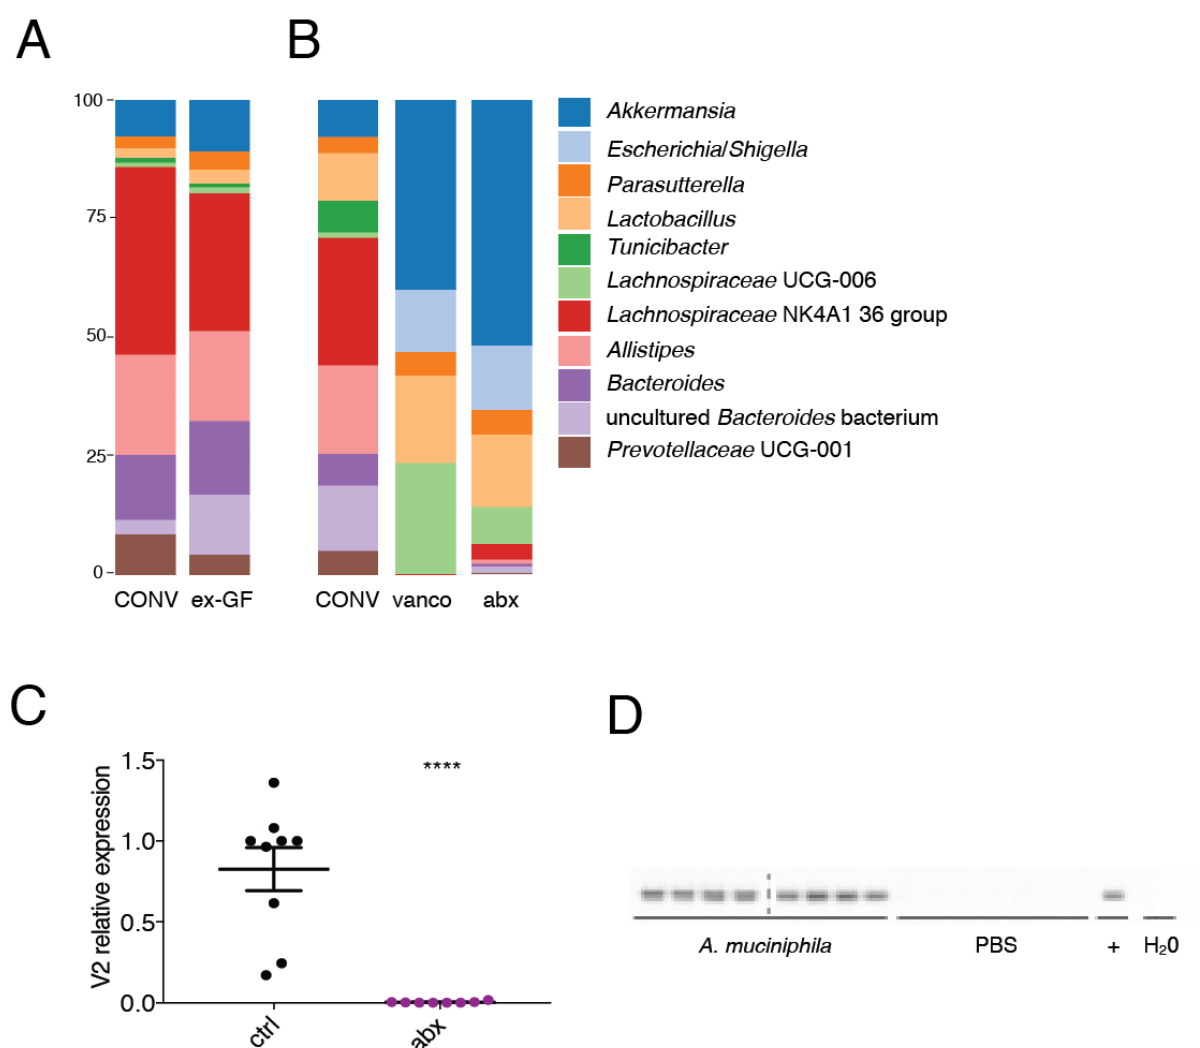 A
B
100
75
50
25
0
CONV ex-GF
CONV vanco abx
Akkermansia
Escherichia/Shigella
Parasutterella
Lactobacillus
Tunicibacter
Lachnospiraceae UCG-006
Lachnospiraceae NK4A1 36 group
Allistipes
Bacteroides
uncultured Bacteroides bacterium
Prevotellaceae UCG-001
C
V2 relative expression
1.5
1.0
0.5
0.0
****
ctrl
abx
D
A. muciniphila
PBS
+
H₂0